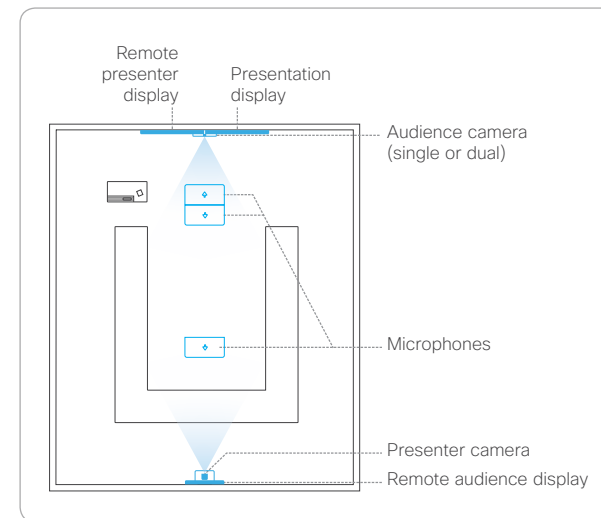 Remote
presenter
display
Presentation
display
Audience camera
(single or dual)
Microphones
Presenter camera
Remote audience display